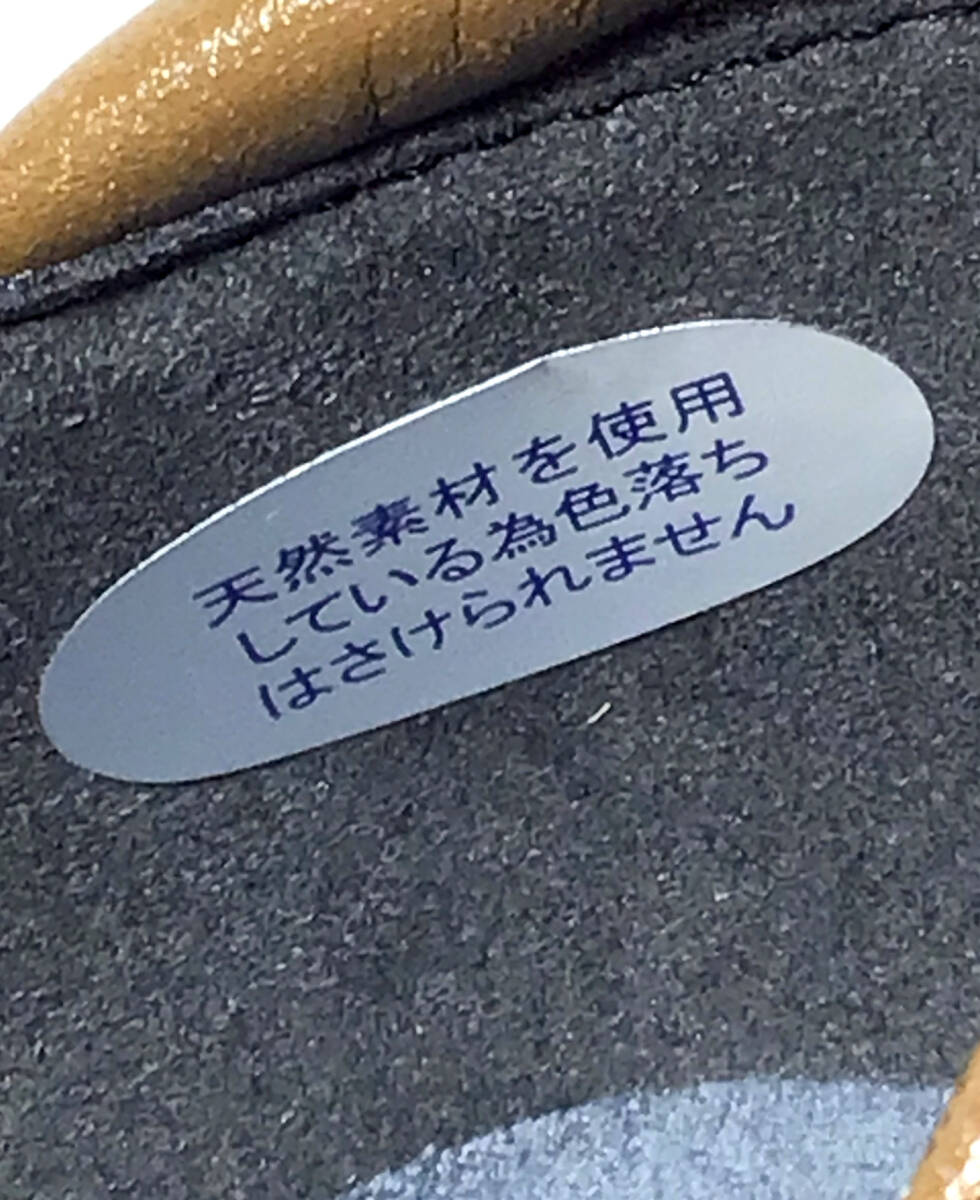 天然素材を使用
している為色落ち
はさけられません